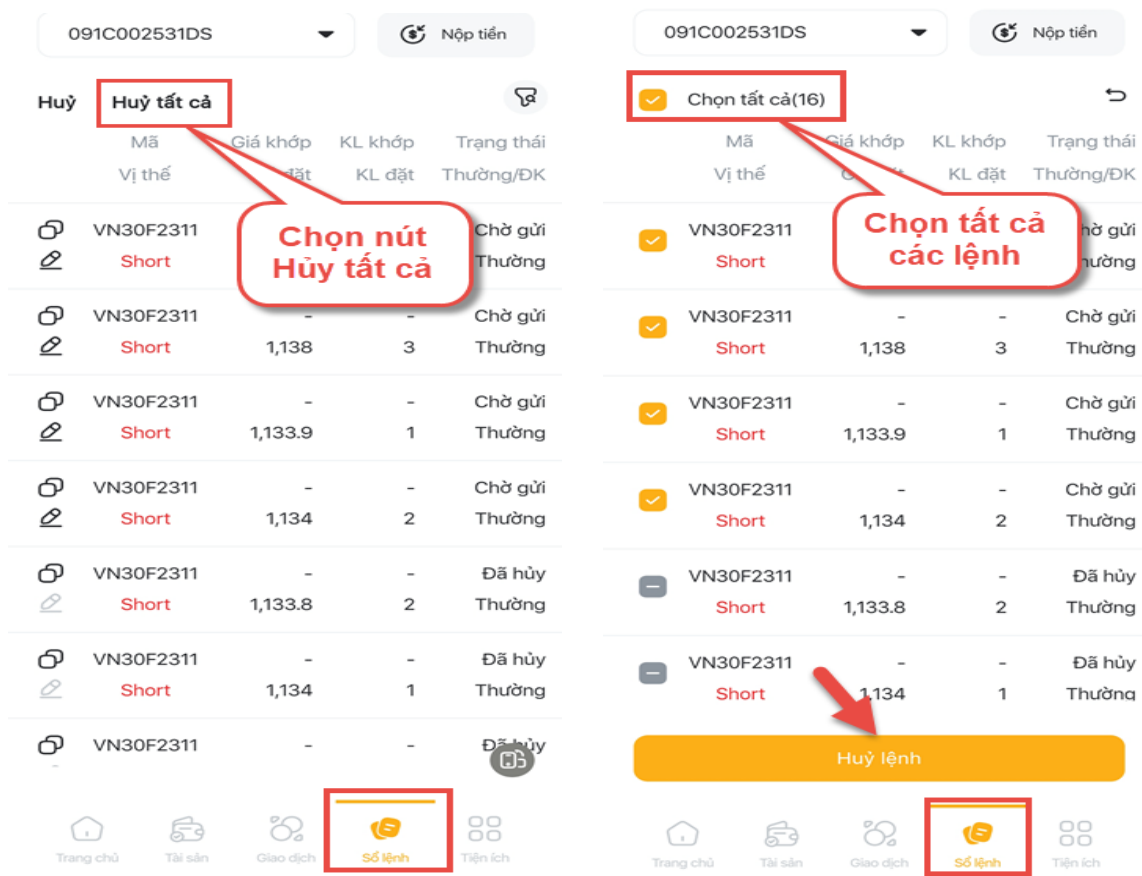 091C002531DS
Nộp tiền
Huỷ
Huỷ tất cả
Mã Giá khớp KL khớp Trạng thái
Vị thế đặt KL đặt Thường/ĐK
Chọn nút
Hủy tất cả
VN30F2311 Chờ gửi
Short Thường
VN30F2311 - - Chờ gửi
Short 1,138 3 Thường
VN30F2311 - - Chờ gửi
Short 1,133.9 1 Thường
VN30F2311 - - Chờ gửi
Short 1,134 2 Thường
VN30F2311 - - Đã hủy
Short 1,133.8 2 Thường
VN30F2311 - - Đã hủy
Short 1,134 1 Thường
VN30F2311 - - Đã hủy
Trang chủ Tài sản Giao dịch Sổ lệnh Tiện ích
091C002531DS
Nộp tiền
Chọn tất cả(16)
Mã Giá khớp KL khớp Trạng thái
Vị thế KL đặt Thường/ĐK
Chọn tất cả
các lệnh
VN30F2311 hờ gửi
Short hường
VN30F2311 - - Chờ gửi
Short 1,138 3 Thường
VN30F2311 - - Chờ gửi
Short 1,133.9 1 Thường
VN30F2311 - - Chờ gửi
Short 1,134 2 Thường
VN30F2311 - - Đã hủy
Short 1,133.8 2 Thường
VN30F2311 - - Đã hủy
Short 1,134 1 Thường
Huỷ lệnh
Trang chủ Tài sản Giao dịch Sổ lệnh Tiện ích